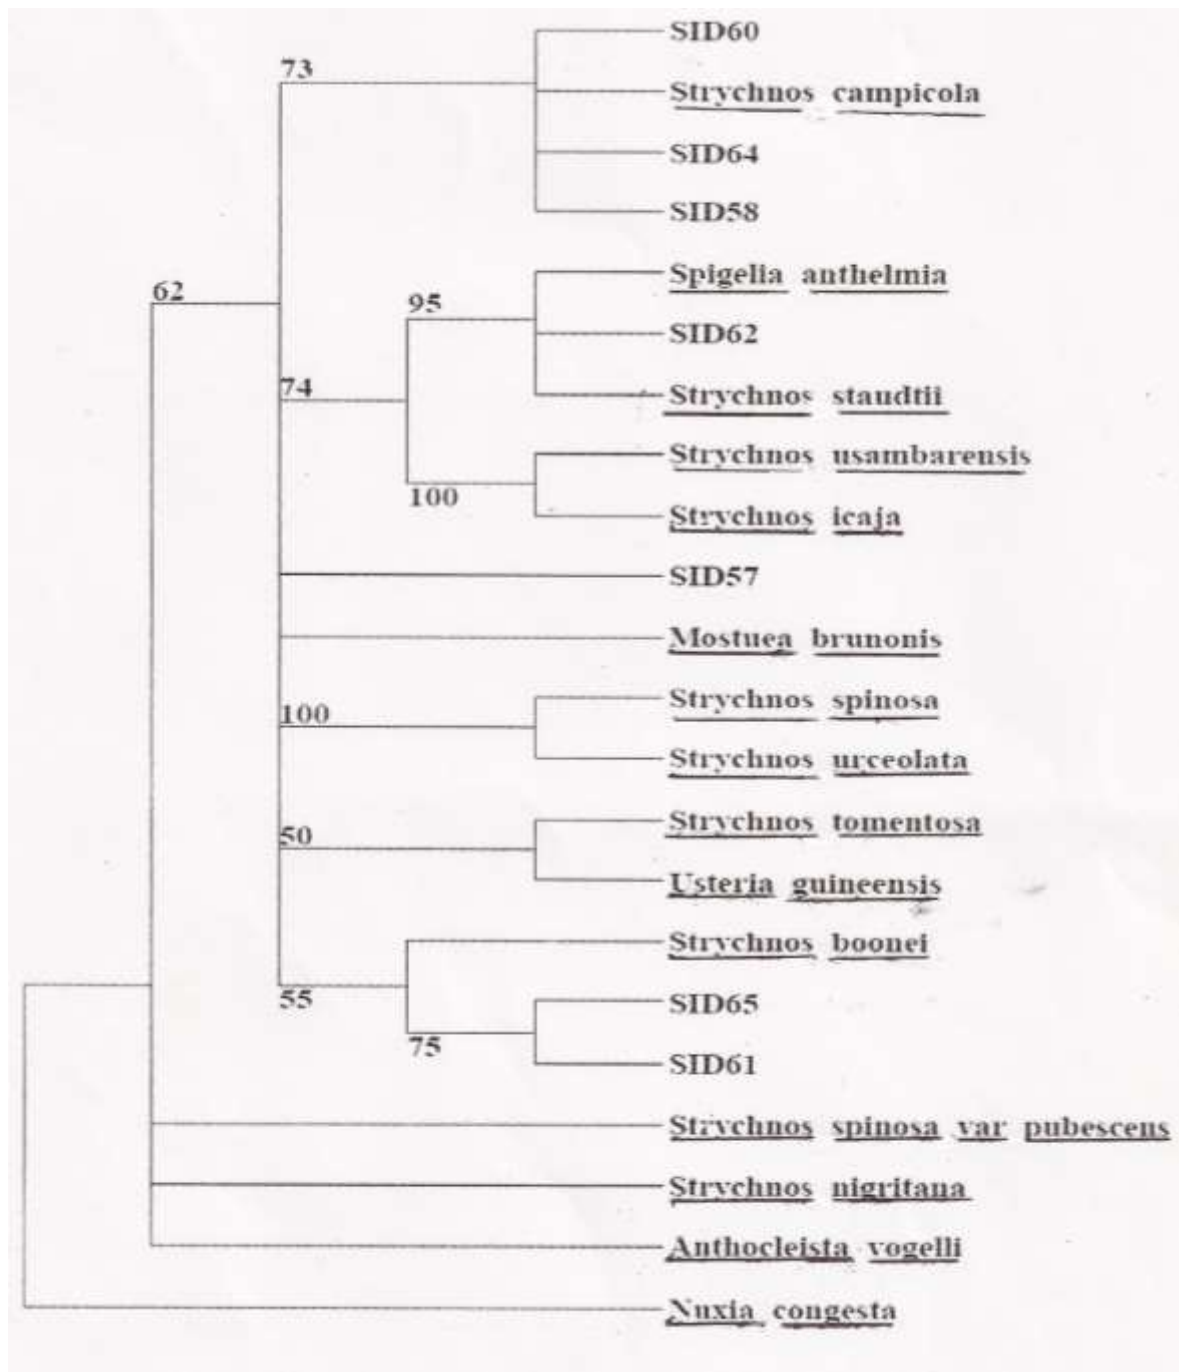 SID60
73
Strychnos campicola
SID64
SID58
Spigelia anthelmia
62
95
SID62
74
Strychnos staudtii
Strychnos usambarensis
100
Strychnos icaja
SID57
Mostuea brunonis
Strychnos spinosa
100
Strychnos urceolata
Strychnos tomentosa
50
Usteria guineensis
Strychnos boonei
55
SID65
75
SID61
Strychnos spinosa var pubescens
Strychnos nigritana
Anthocleista vogelli
Nuxia congesta